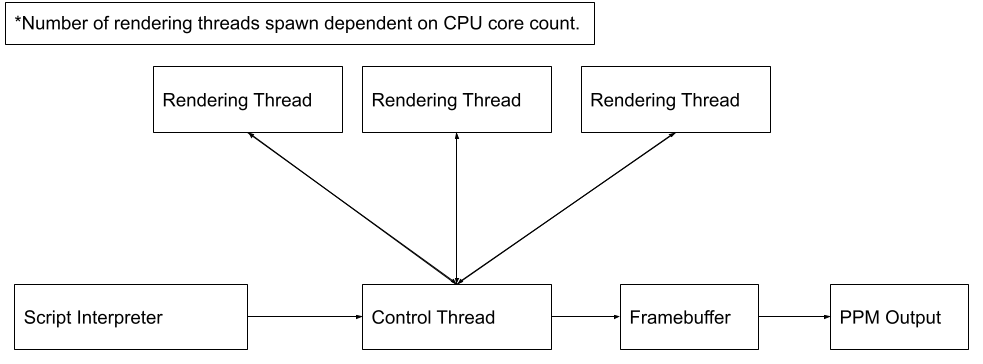 *Number of rendering threads spawn dependent on CPU core count.
Rendering Thread
Rendering Thread
Rendering Thread
Script Interpreter
Control Thread
Framebuffer
PPM Output